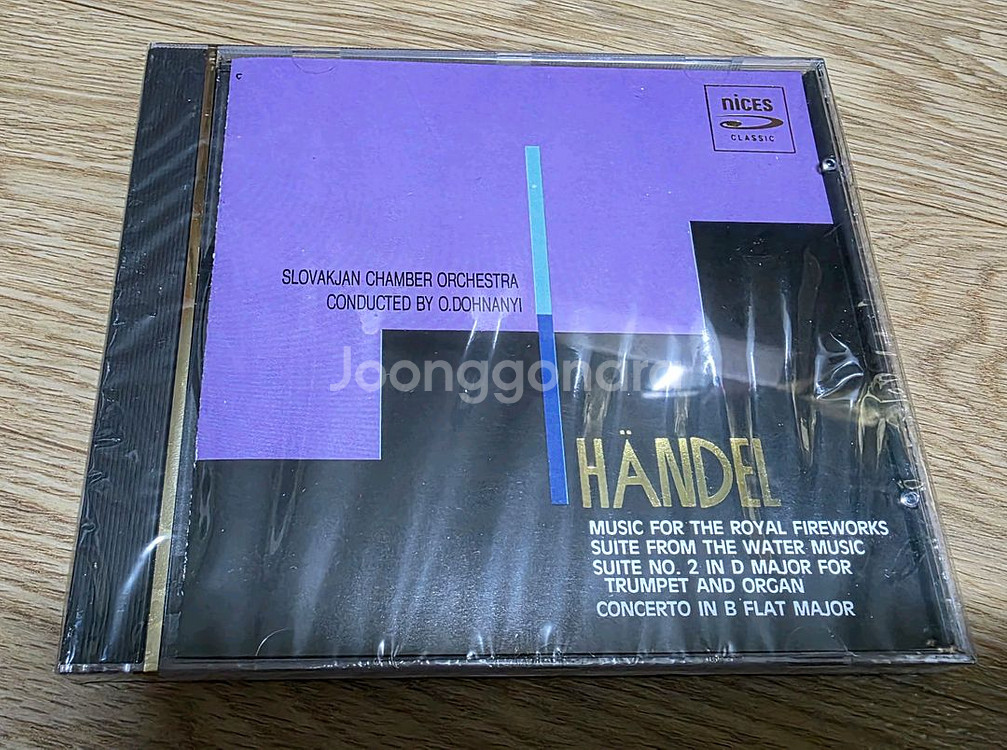 nices
CLASSIC
SLOVAKJAN CHAMBER ORCHESTRA
CONDUCTED BY O.DOHNANYI
Joonggonara
HÄNDEL
MUSIC FOR THE ROYAL FIREWORKS
SUITE FROM THE WATER MUSIC
SUITE NO. 2 IN D MAJOR FOR
TRUMPET AND ORGAN
CONCERTO IN B FLAT MAJOR